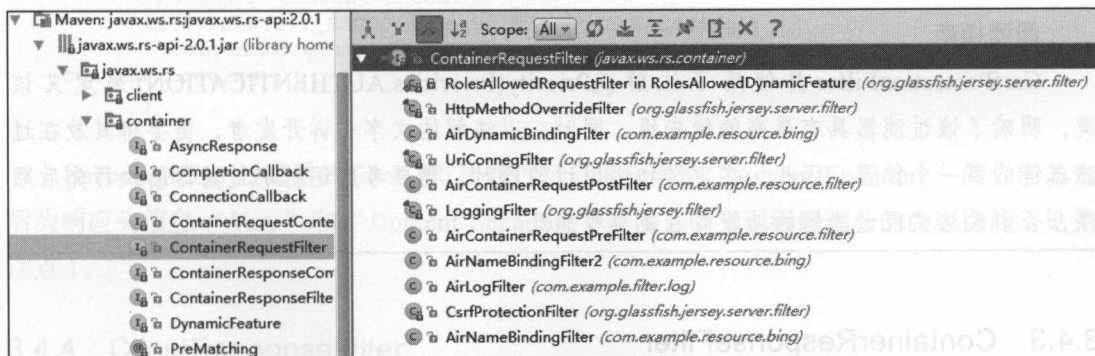 Maven: javax.ws.rs:javax.ws.rs-api:2.0.1
javax.ws.rs-api-2.0.1.jar (library home
javax.ws.rs
client
container
AsyncResponse
CompletionCallback
ConnectionCallback
ContainerRequestConte
ContainerRequestFilter
ContainerResponseCon
ContainerResponseFilte
DynamicFeature
PreMatching
Scope: All
ContainerRequestFilter (javax.ws.rs.container)
RolesAllowedRequestFilter in RolesAllowedDynamicFeature (org.glassfish.jersey.server.filter)
HttpMethodOverrideFilter (org.glassfish.jersey.server.filter)
AirDynamicBindingFilter (com.example.resource.bing)
UriConnegFilter (org.glassfish.jersey.server.filter)
AirContainerRequestPostFilter (com.example.resource.filter)
LoggingFilter (org.glassfish.jersey.filter)
AirContainerRequestPreFilter (com.example.resource.filter)
AirNameBindingFilter2 (com.example.resource.bing)
AirLogFilter (com.example.filter.log)
CsrfProtectionFilter (org.glassfish.jersey.server.filter)
AirNameBindingFilter (com.example.resource.bing)